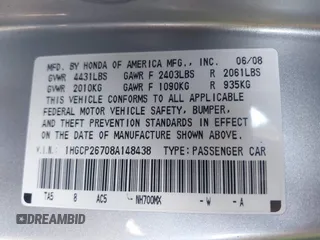 MFD. BY HONDA OF AMERICA MFG., INC. 06/08
GVWR 4431LBS GAWR F 2403LBS R 2061LBS
GVWR 2010KG GAWR F 1090KG R 935KG
THIS VEHICLE CONFORMS TO ALL APPLICABLE
FEDERAL MOTOR VEHICLE SAFETY, BUMPER,
AND THEFT PREVENTION STANDARDS IN EFFECT
ON THE DATE OF MANUFACTURE SHOWN ABOVE.
V.I.N. 1HGCP26708A148438 TYPE: PASSENGER CAR
TA5 0 AC5 NH700MX - W - A
DREAMBID